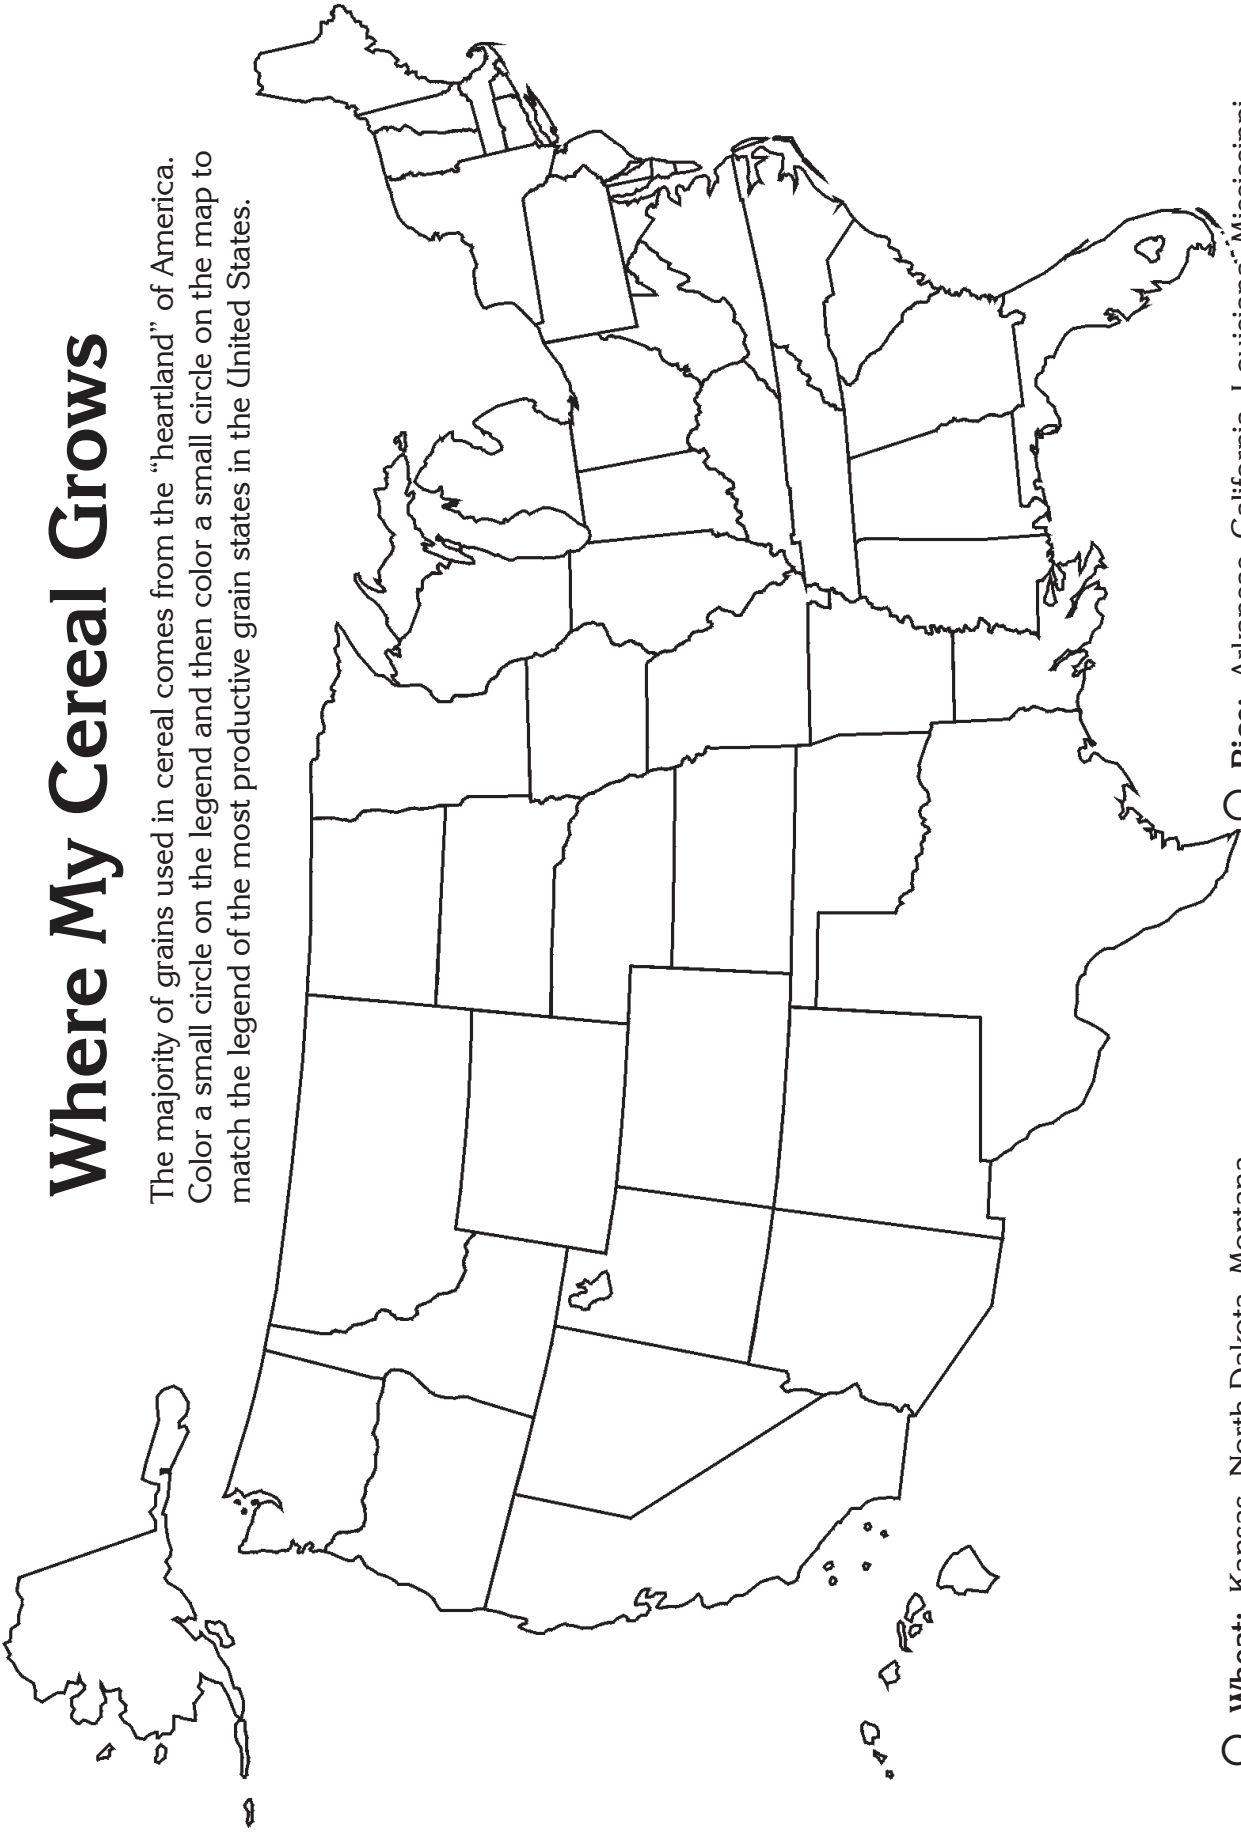 Where My Cereal Grows
The majority of grains used in cereal comes from the “heartland” of America.
Color a small circle on the legend and then color a small circle on the map to
match the legend of the most productive grain states in the United States.
Wheat: Kansas, North Dakota, Montana
Rice: Arkansas, California, Louisiana, Mississippi